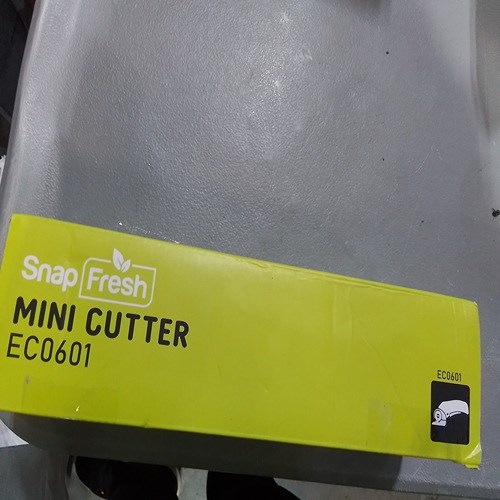 Snap Fresh
MINI CUTTER
EC0601
EC0601